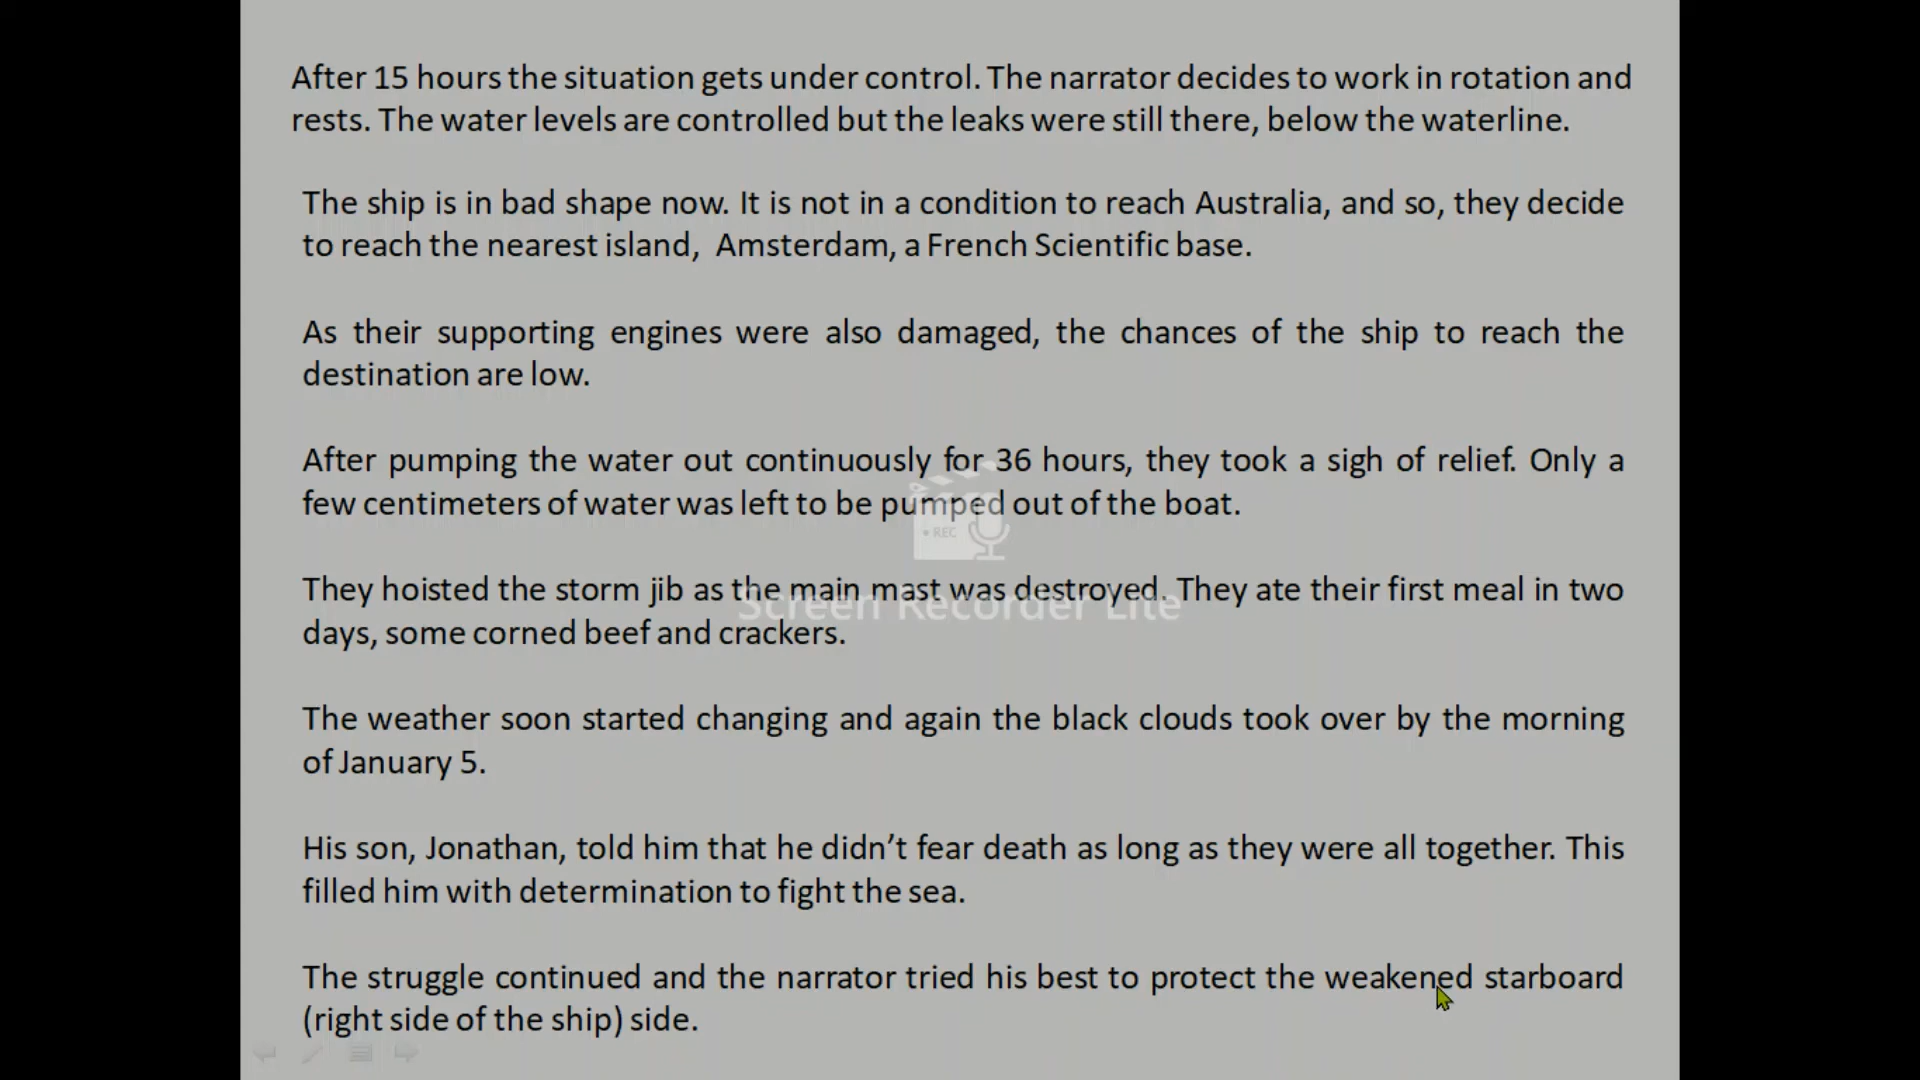 After 15 hours the situation gets under control. The narrator decides to work in rotation and
rests. The water levels are controlled but the leaks were still there, below the waterline.
The ship is in bad shape now. It is not in a condition to reach Australia, and so, they decide
to reach the nearest island, Amsterdam, a French Scientific base.
As their supporting engines were also damaged, the chances of the ship to reach the
destination are low.
After pumping the water out continuously for 36 hours, they took a sigh of relief. Only a
few centimeters of water was left to be pumped out of the boat.
• REC
They hoisted the storm jib as the main mast was destroyed. They ate their first meal in two
Screen Recorder Lite
days, some corned beef and crackers.
The weather soon started changing and again the black clouds took over by the morning
of January 5.
His son, Jonathan, told him that he didn’t fear death as long as they were all together. This
filled him with determination to fight the sea.
The struggle continued and the narrator tried his best to protect the weakened starboard
(right side of the ship) side.